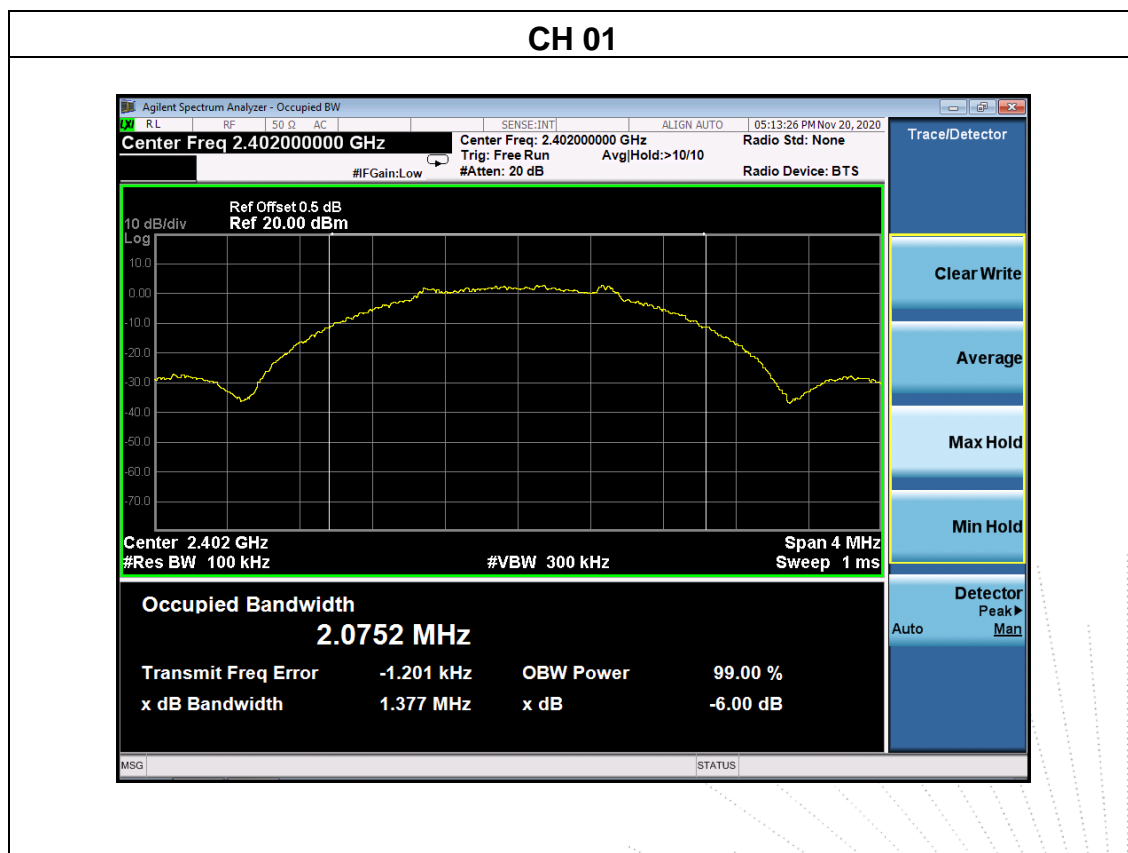 CH 01
Agilent Spectrum Analyzer - Occupied BW
LXI RL RF 50 Ω AC SENSE:INT ALIGN AUTO 05:13:26 PM Nov 20, 2020
Center Freq 2.402000000 GHz
Center Freq: 2.402000000 GHz Radio Std: None
Trig: Free Run Avg|Hold:>10/10
#IFGain:Low #Atten: 20 dB Radio Device: BTS
Ref Offset 0.5 dB
10 dB/div Ref 20.00 dBm
Log
10.0
0.00
-10.0
-20.0
-30.0
-40.0
-50.0
-60.0
-70.0
Center 2.402 GHz Span 4 MHz
#Res BW 100 kHz #VBW 300 kHz Sweep 1 ms
Occupied Bandwidth
2.0752 MHz
Transmit Freq Error -1.201 kHz OBW Power 99.00 %
x dB Bandwidth 1.377 MHz x dB -6.00 dB
MSG STATUS
Trace/Detector
Clear Write
Average
Max Hold
Min Hold
Detector
Peak▶
Auto Man